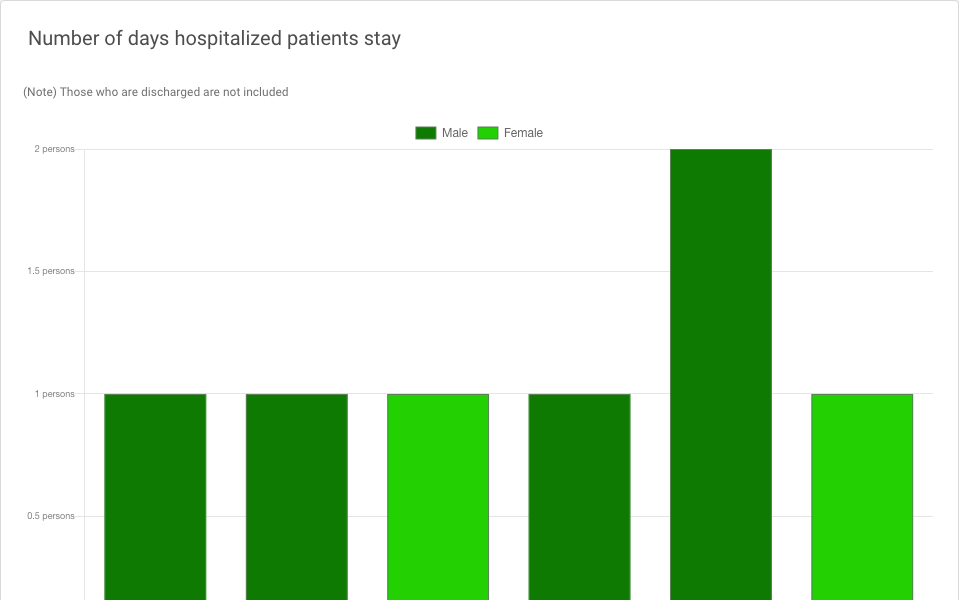 Number of days hospitalized patients stay
(Note) Those who are discharged are not included
Male Female
2 persons
1.5 persons
1 persons
0.5 persons